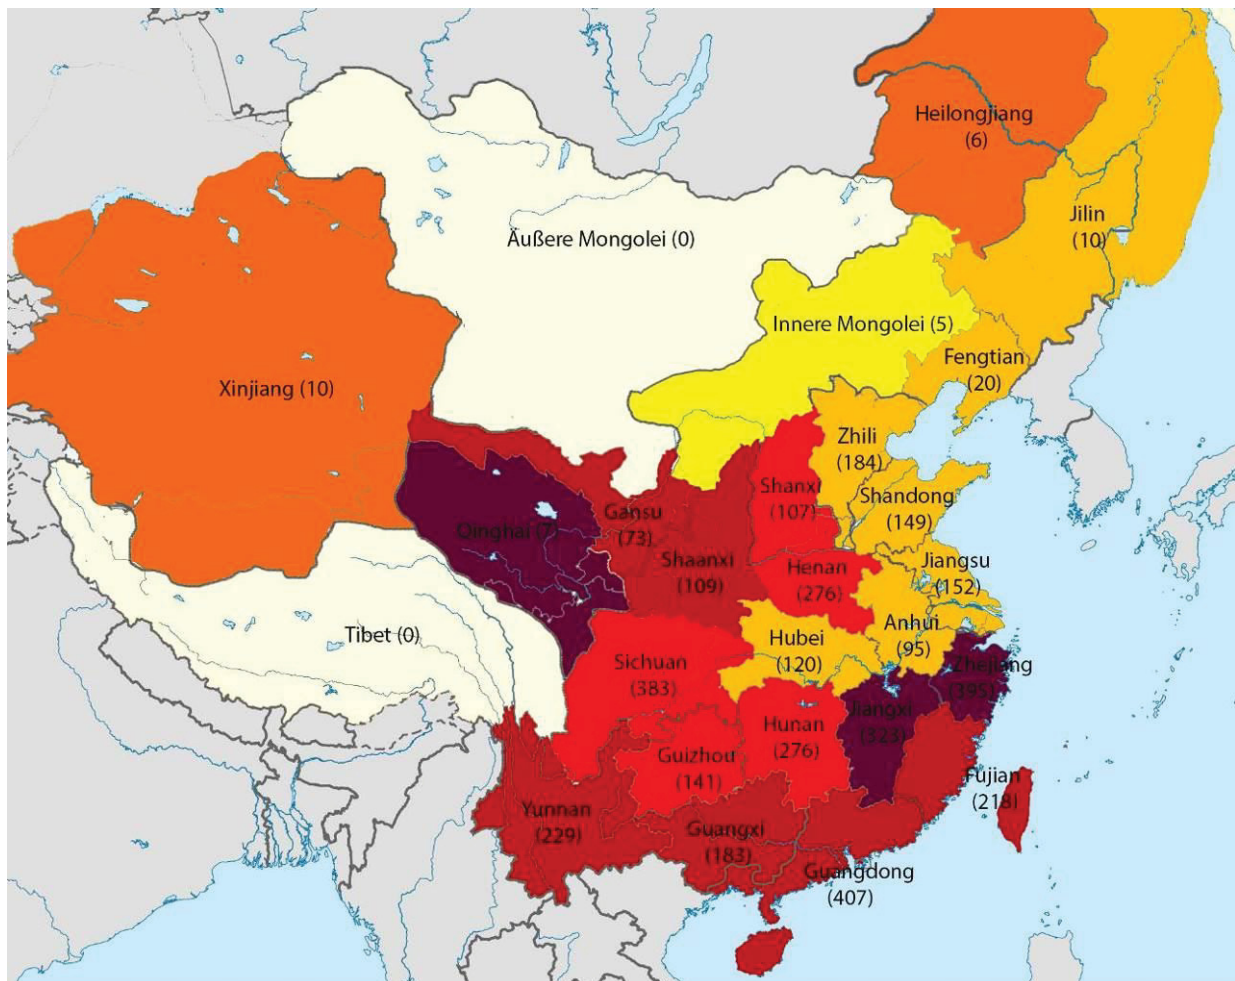 Heilongjiang
(6)
Jilin
(10)
Äußere Mongolei (0)
Innere Mongolei (5)
Fengtian
(20)
Xinjiang (10)
Zhili
(184)
Shanxi
(107)
Shandong
(149)
Gansu
(73)
Qinghai (7)
Shaanxi
(109)
Henan
(276)
Jiangsu
(152)
Anhui
(95)
Tibet (0)
Hubei
(120)
Sichuan
(383)
Zhejiang
(395)
Jiangxi
(323)
Hunan
(276)
Guizhou
(141)
Fujian
(218)
Yunnan
(229)
Guangxi
(183)
Guangdong
(407)